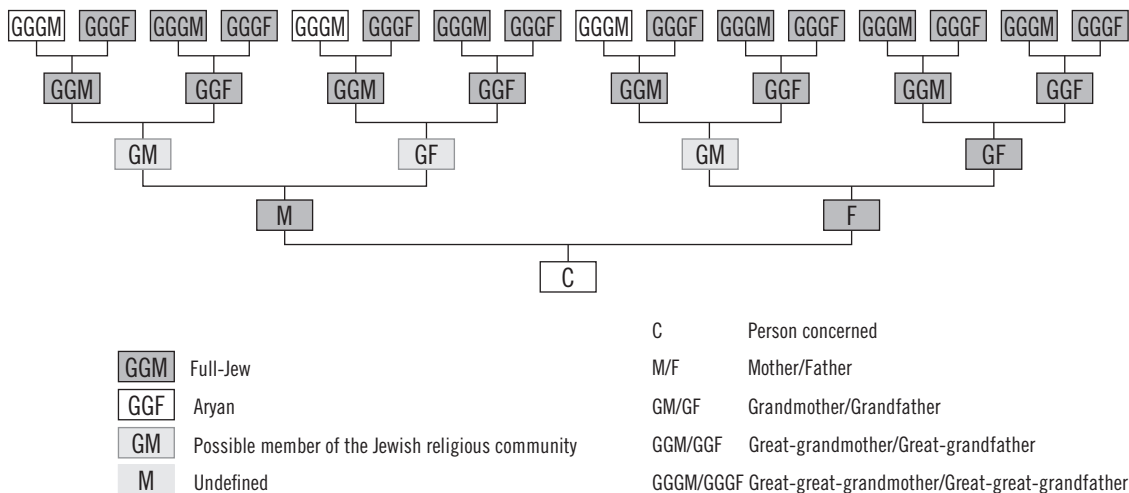 GGGM GGGF GGGM GGGF GGGM GGGF GGGM GGGF GGGM GGGF GGGM GGGF GGGM GGGF GGGM GGGF
GGM GGF GGM GGF GGM GGF GGM GGF
GM GF GM GF
M F
C
GGM Full-Jew
GGF Aryan
GM Possible member of the Jewish religious community
M Undefined
C Person concerned
M/F Mother/Father
GM/GF Grandmother/Grandfather
GGM/GGF Great-grandmother/Great-grandfather
GGGM/GGGF Great-great-grandmother/Great-great-grandfather